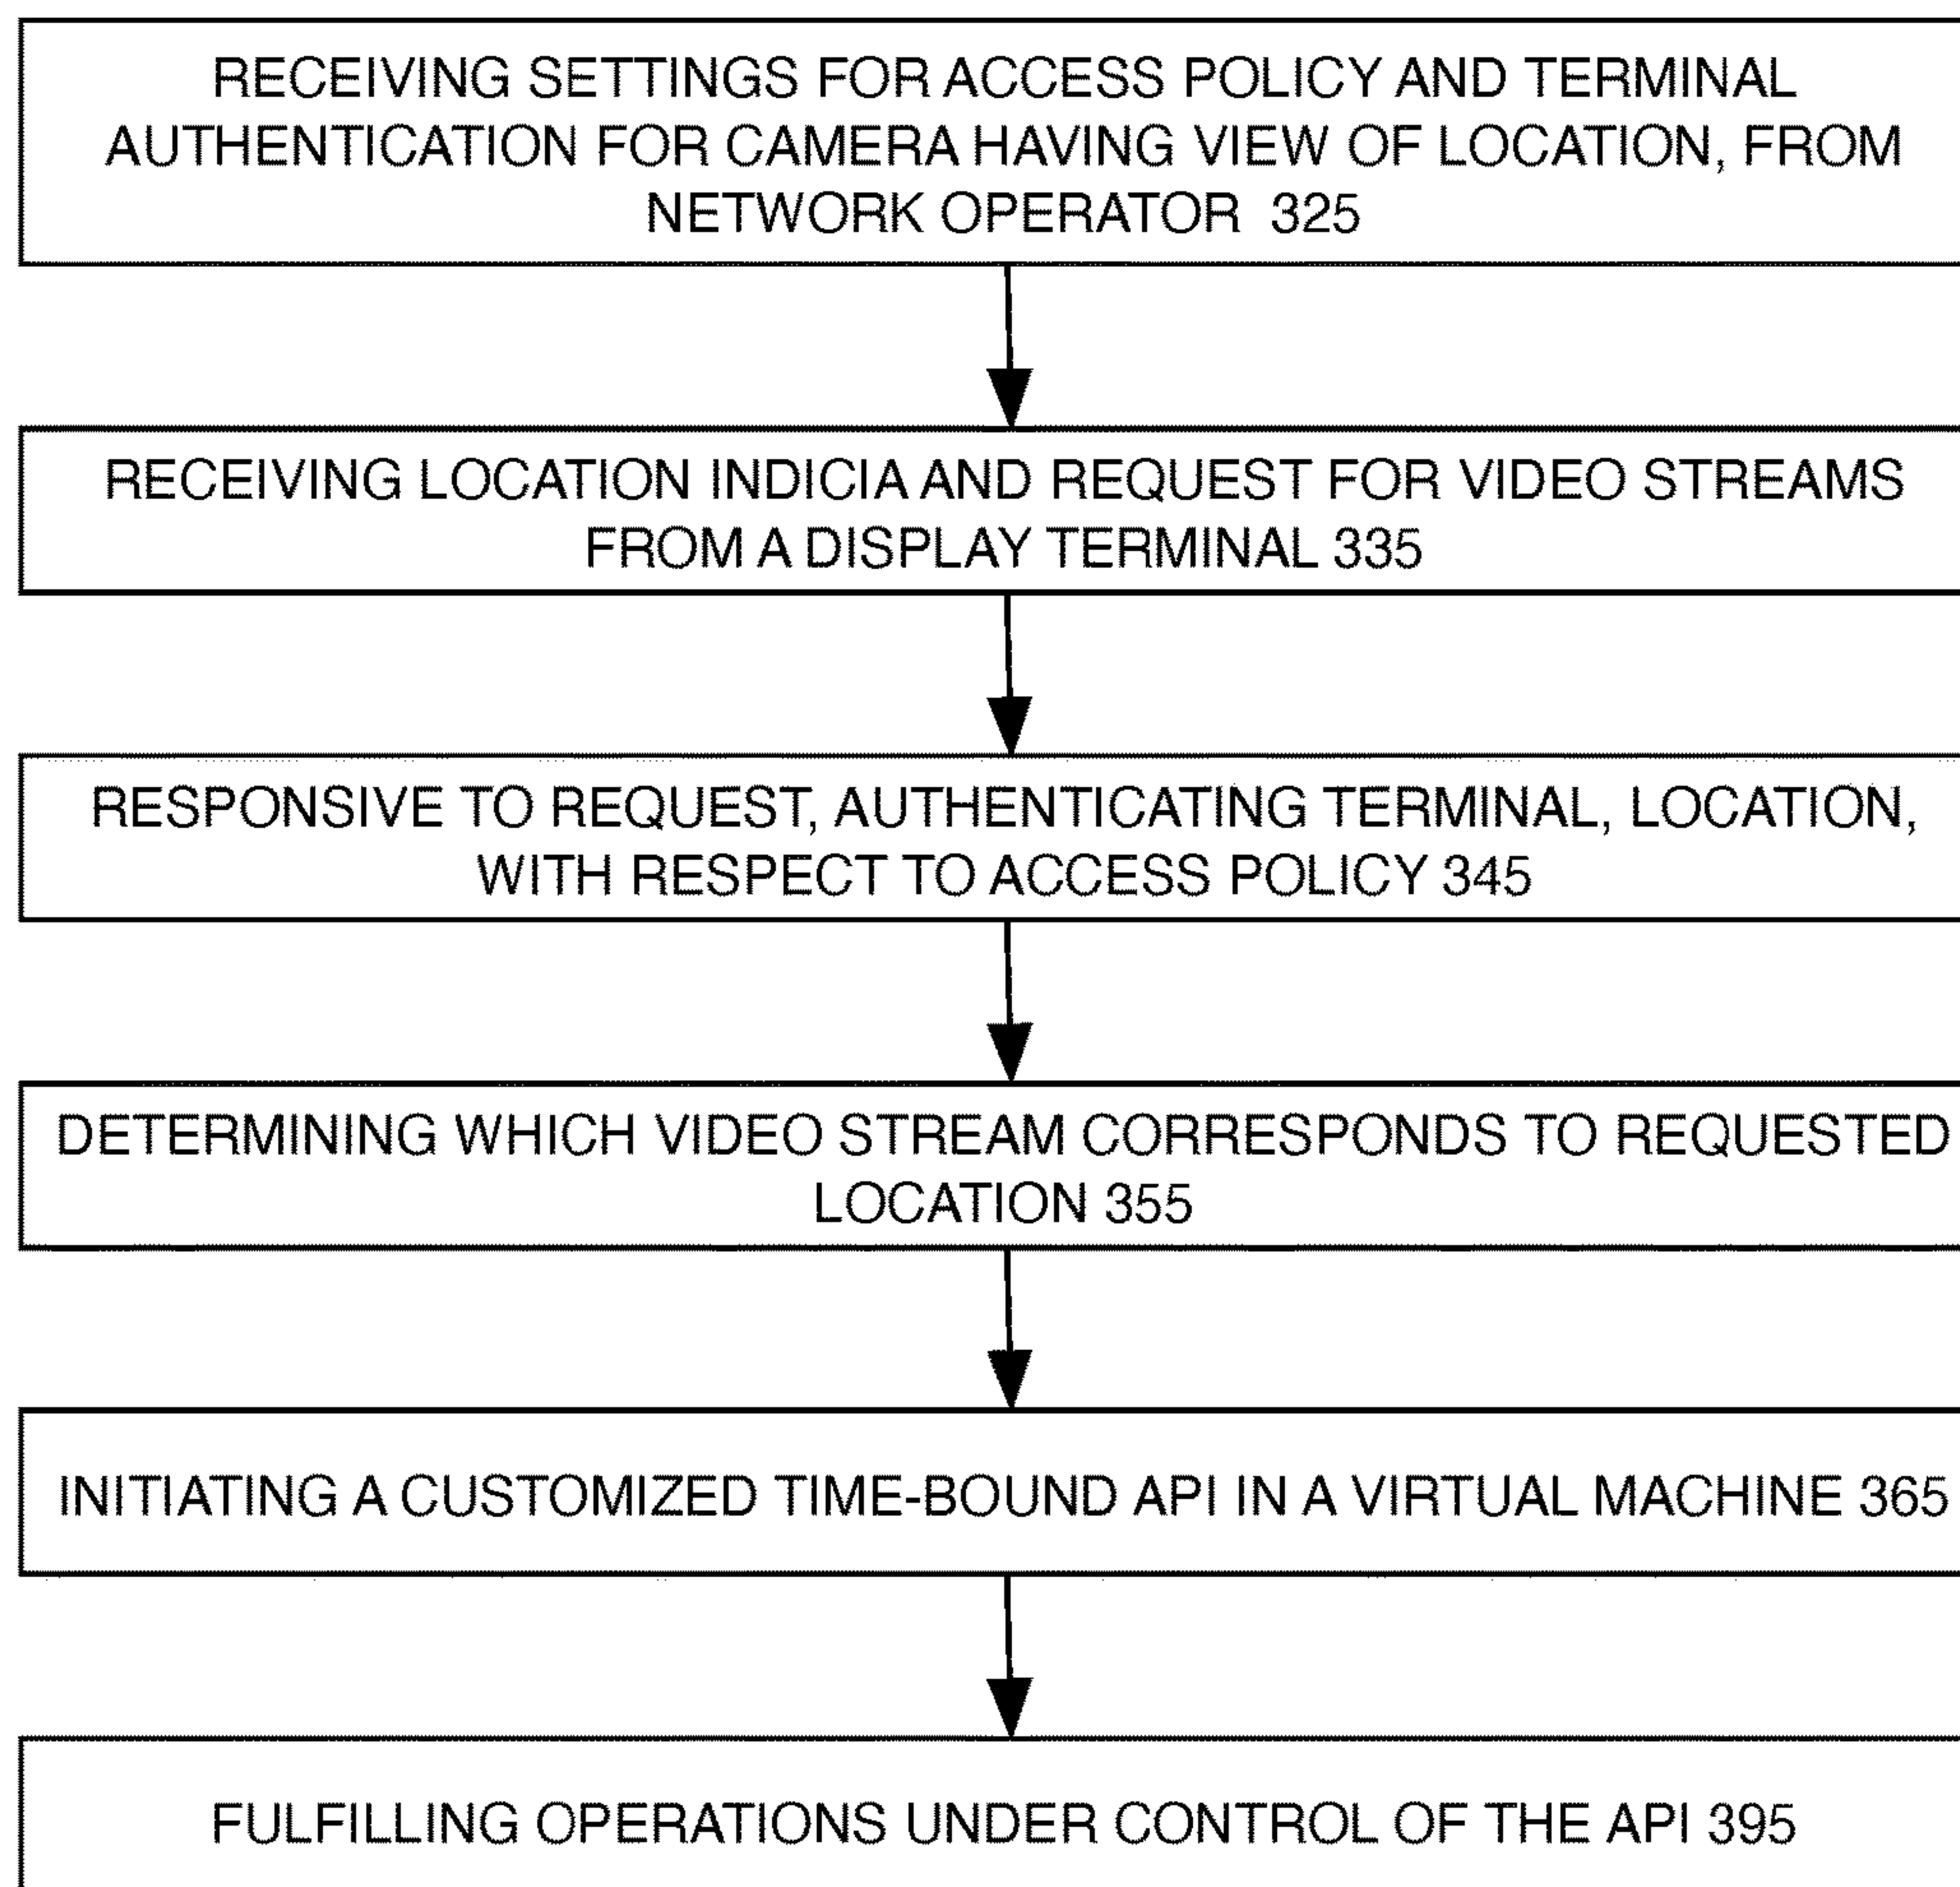 RECEIVING SETTINGS FOR ACCESS POLICY AND TERMINAL
AUTHENTICATION FOR CAMERA HAVING VIEW OF LOCATION, FROM
NETWORK OPERATOR 325
RECEIVING LOCATION INDICIA AND REQUEST FOR VIDEO STREAMS
FROM A DISPLAY TERMINAL 335
RESPONSIVE TO REQUEST, AUTHENTICATING TERMINAL, LOCATION,
WITH RESPECT TO ACCESS POLICY 345
DETERMINING WHICH VIDEO STREAM CORRESPONDS TO REQUESTED
LOCATION 355
INITIATING A CUSTOMIZED TIME-BOUND API IN A VIRTUAL MACHINE 365
FULFILLING OPERATIONS UNDER CONTROL OF THE API 395